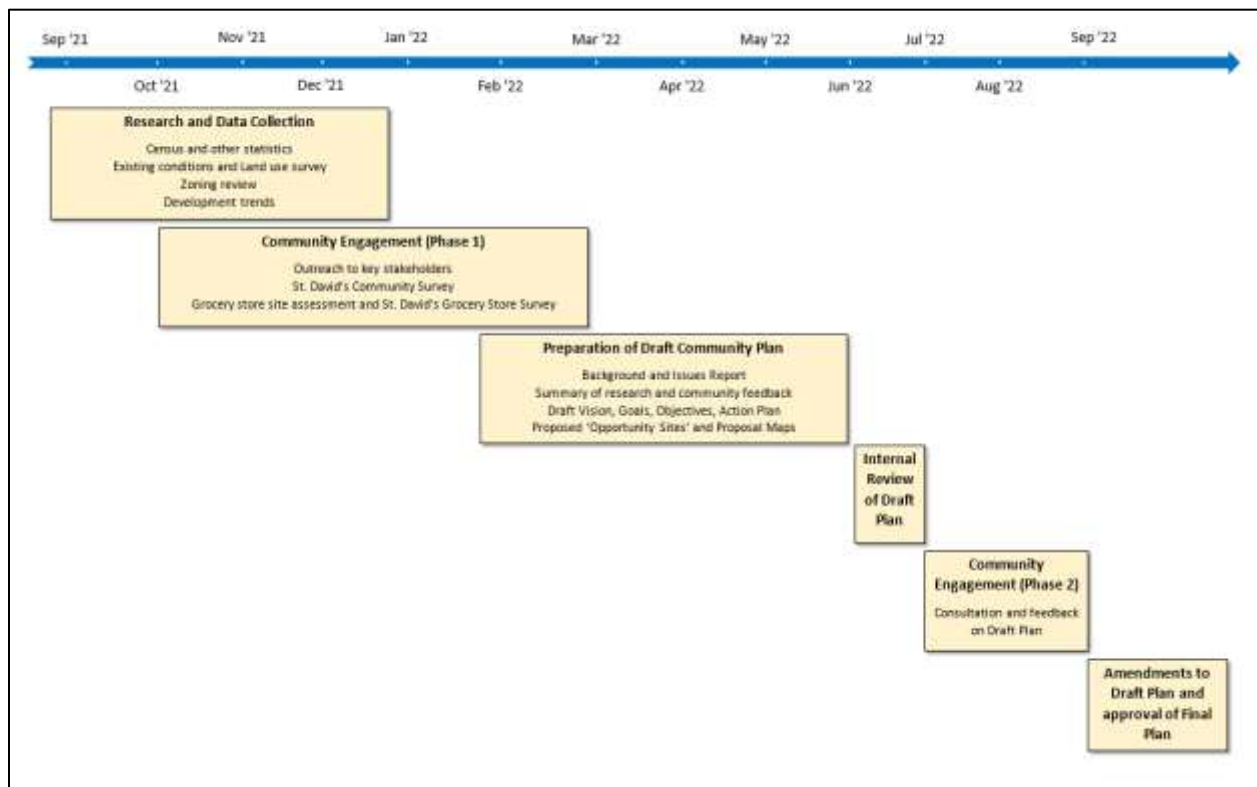 Sep '21
Nov '21
Jan '22
Mar '22
May '22
Jul '22
Sep '22
Oct '21
Dec '21
Feb '22
Apr '22
Jun '22
Aug '22
Research and Data Collection
Census and other statistics
Existing conditions and Land use survey
Zoning review
Development trends
Community Engagement (Phase 1)
Outreach to key stakeholders
St. David's Community Survey
Grocery store site assessment and St. David's Grocery Store Survey
Preparation of Draft Community Plan
Background and Issues Report
Summary of research and community feedback
Draft Vision, Goals, Objectives, Action Plan
Proposed 'Opportunity Sites' and Proposal Maps
Internal
Review
of Draft
Plan
Community
Engagement (Phase 2)
Consultation and feedback
on Draft Plan
Amendments to
Draft Plan and
approval of Final
Plan